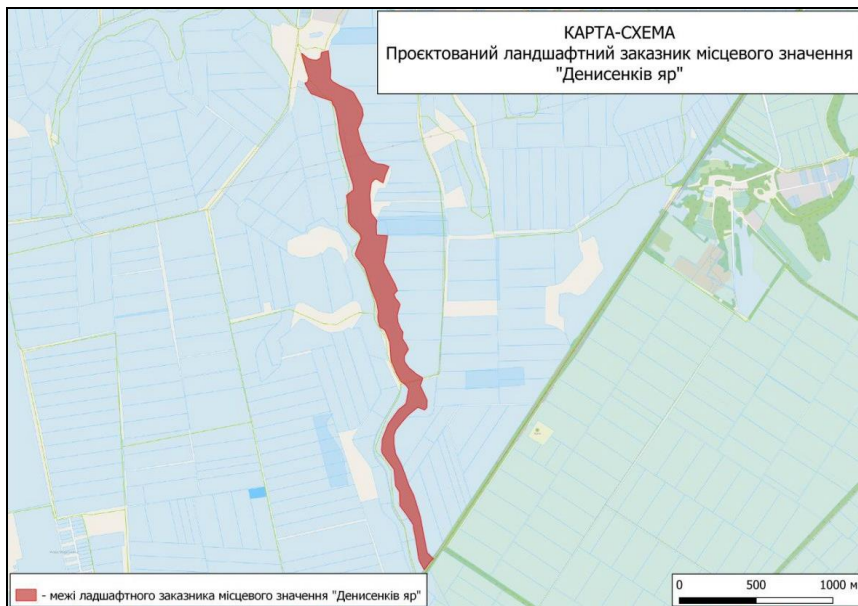 КАРТА-СХЕМА
Проєктований ландшафтний заказник місцевого значення
"Денисенків яр"
- межі ладшафтного заказника місцевого значення "Денисенків яр"
0 500 1000 м